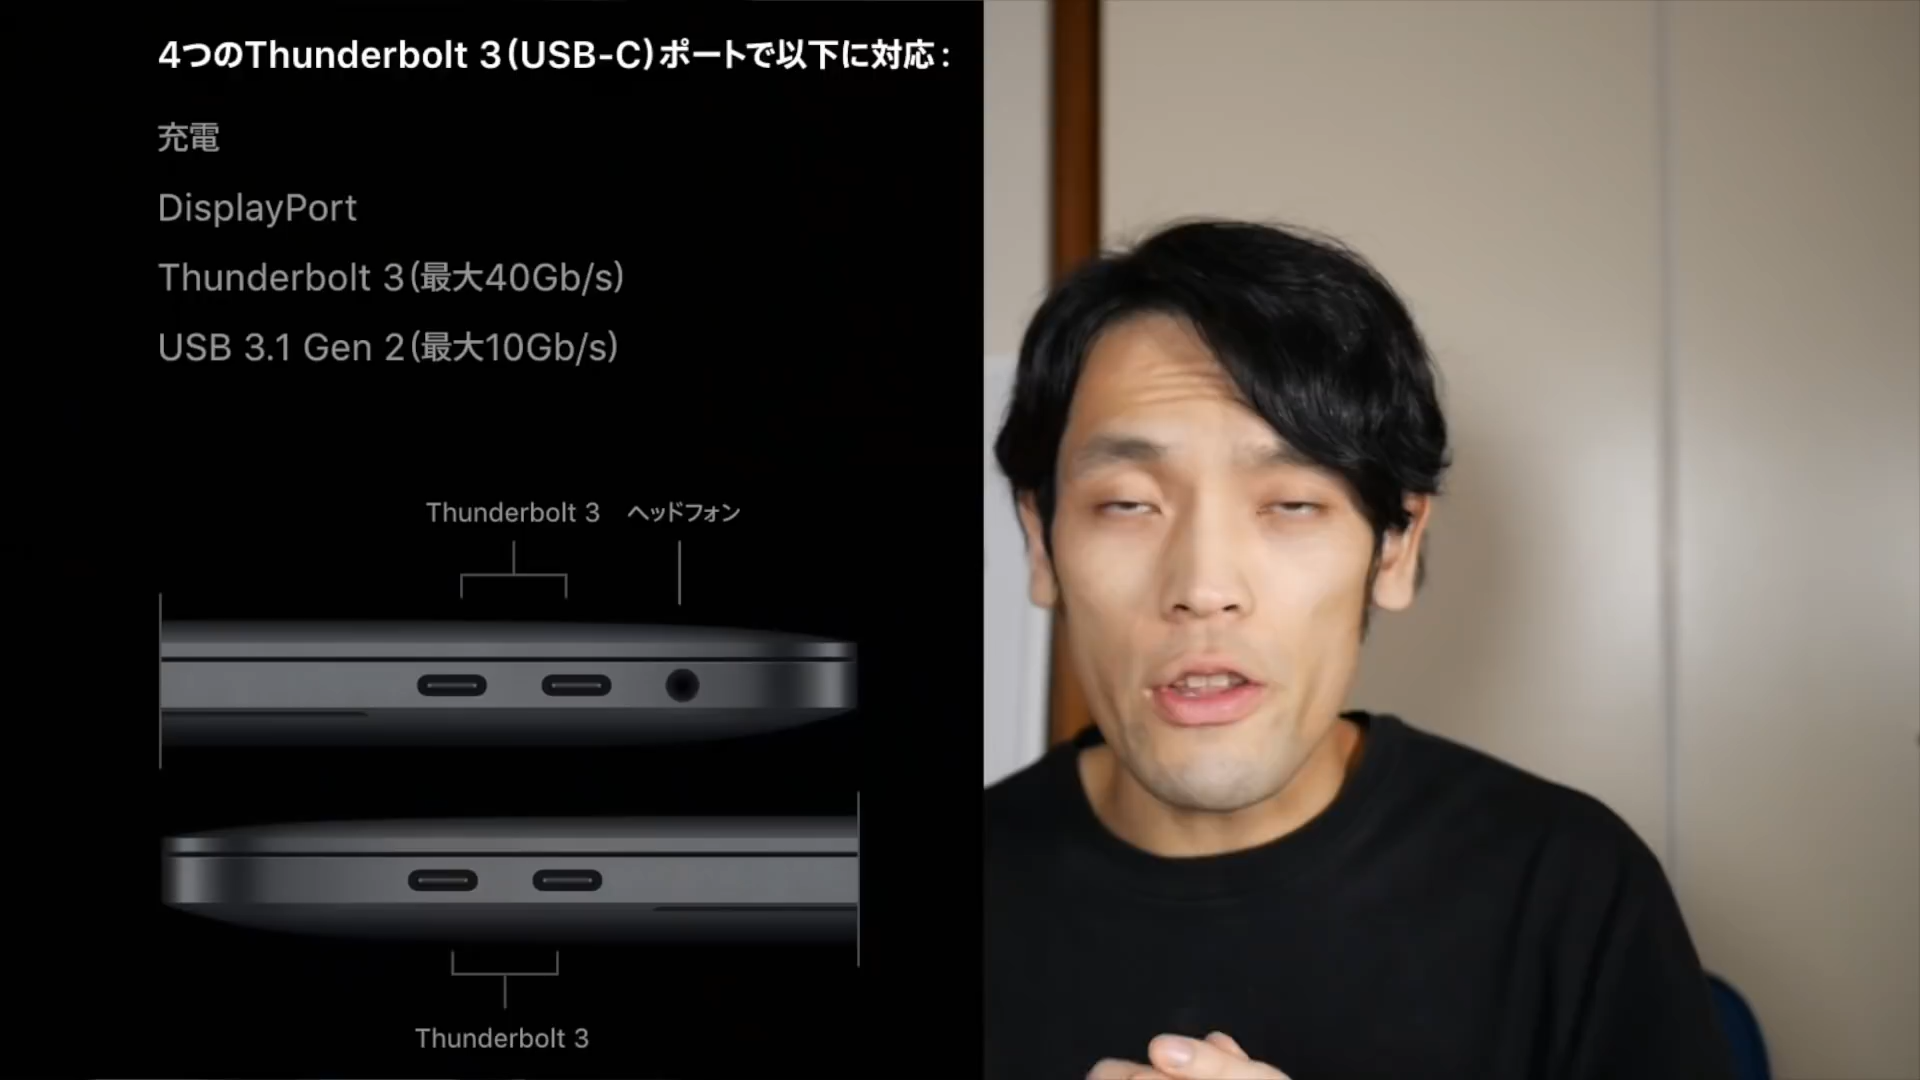 4つのThunderbolt 3(USB-C)ポートで以下に対応:
充電
DisplayPort
Thunderbolt 3(最大40Gb/s)
USB 3.1 Gen 2(最大10Gb/s)
Thunderbolt 3 ヘッドフォン
Thunderbolt 3